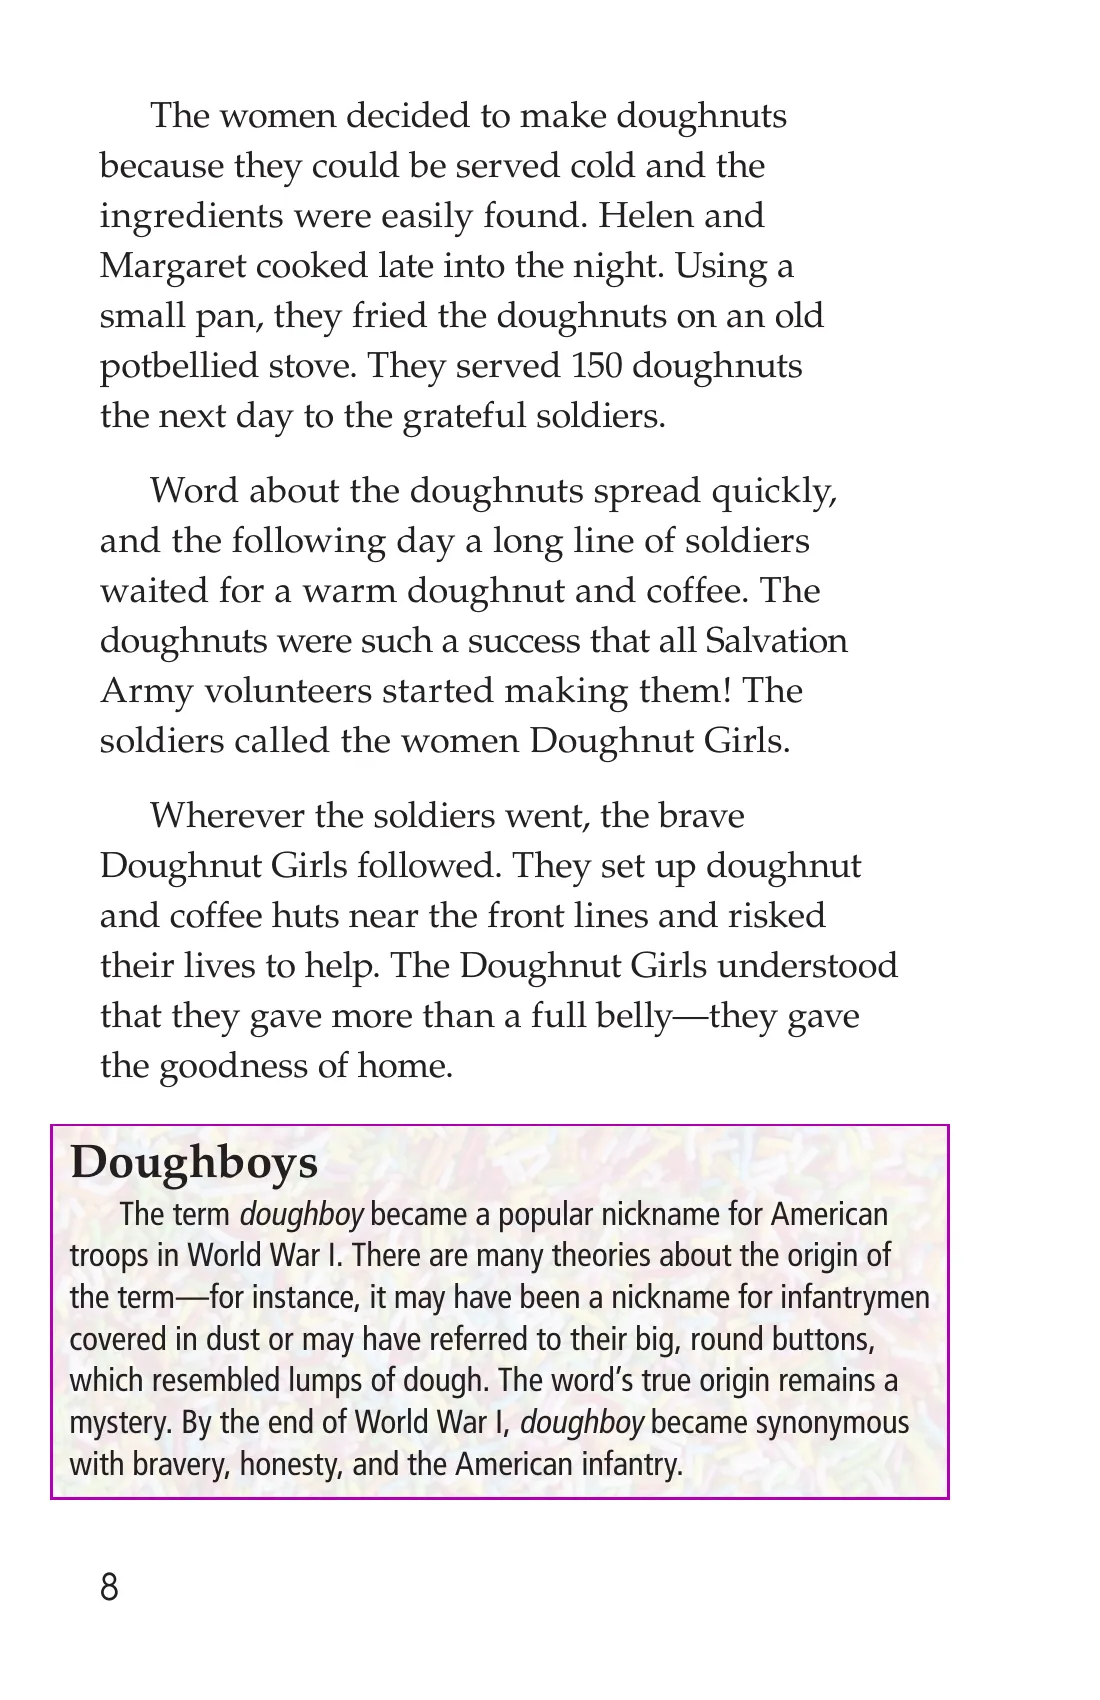 The women decided to make doughnuts
because they could be served cold and the
ingredients were easily found. Helen and
Margaret cooked late into the night. Using a
small pan, they fried the doughnuts on an old
potbellied stove. They served 150 doughnuts
the next day to the grateful soldiers.
Word about the doughnuts spread quickly,
and the following day a long line of soldiers
waited for a warm doughnut and coffee. The
doughnuts were such a success that all Salvation
Army volunteers started making them! The
soldiers called the women Doughnut Girls.
Wherever the soldiers went, the brave
Doughnut Girls followed. They set up doughnut
and coffee huts near the front lines and risked
their lives to help. The Doughnut Girls understood
that they gave more than a full belly—they gave
the goodness of home.
Doughboys
The term doughboy became a popular nickname for American
troops in World War I. There are many theories about the origin of
the term—for instance, it may have been a nickname for infantrymen
covered in dust or may have referred to their big, round buttons,
which resembled lumps of dough. The word's true origin remains a
mystery. By the end of World War I, doughboy became synonymous
with bravery, honesty, and the American infantry.
8